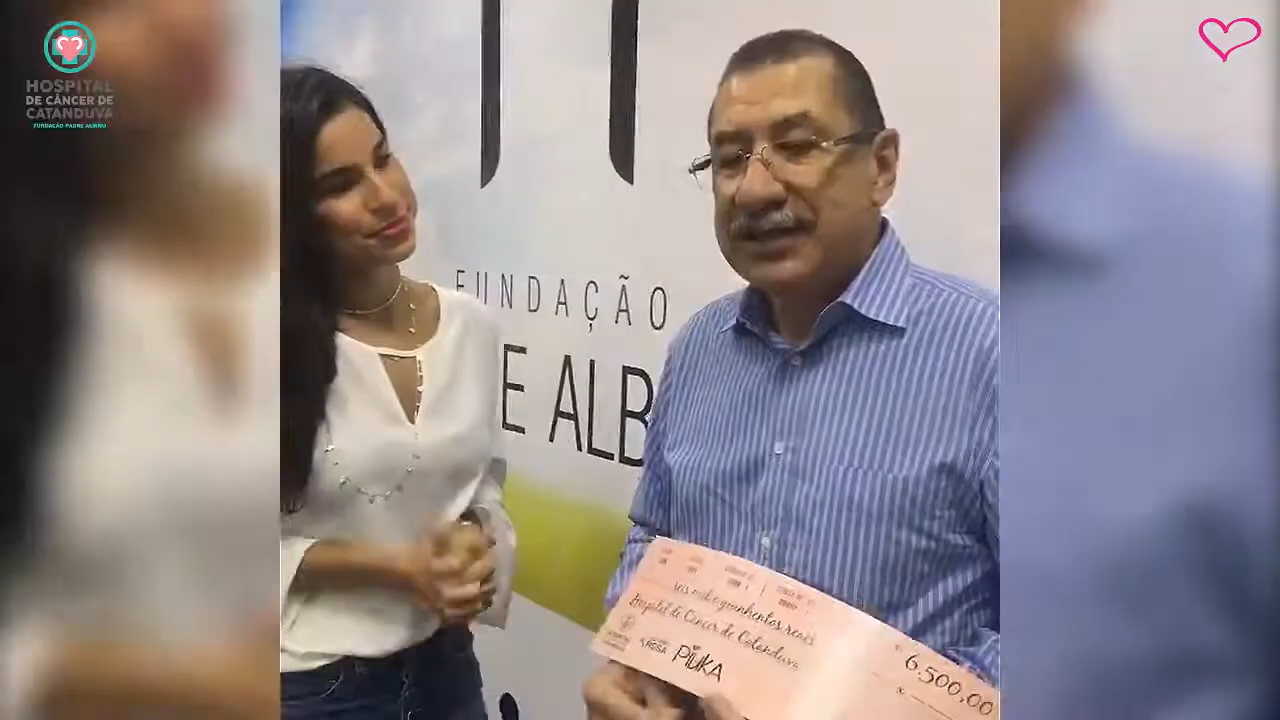 HOSPITAL
DE CÂNCER DE
CATANDUVA
FUNDAÇÃO PADRE ALBINO
FUNDAÇÃO
E ALB
seis mil e quinhentos reais
Hospital de Câncer de Catanduva
6.500,00
ROSA
PIUKA